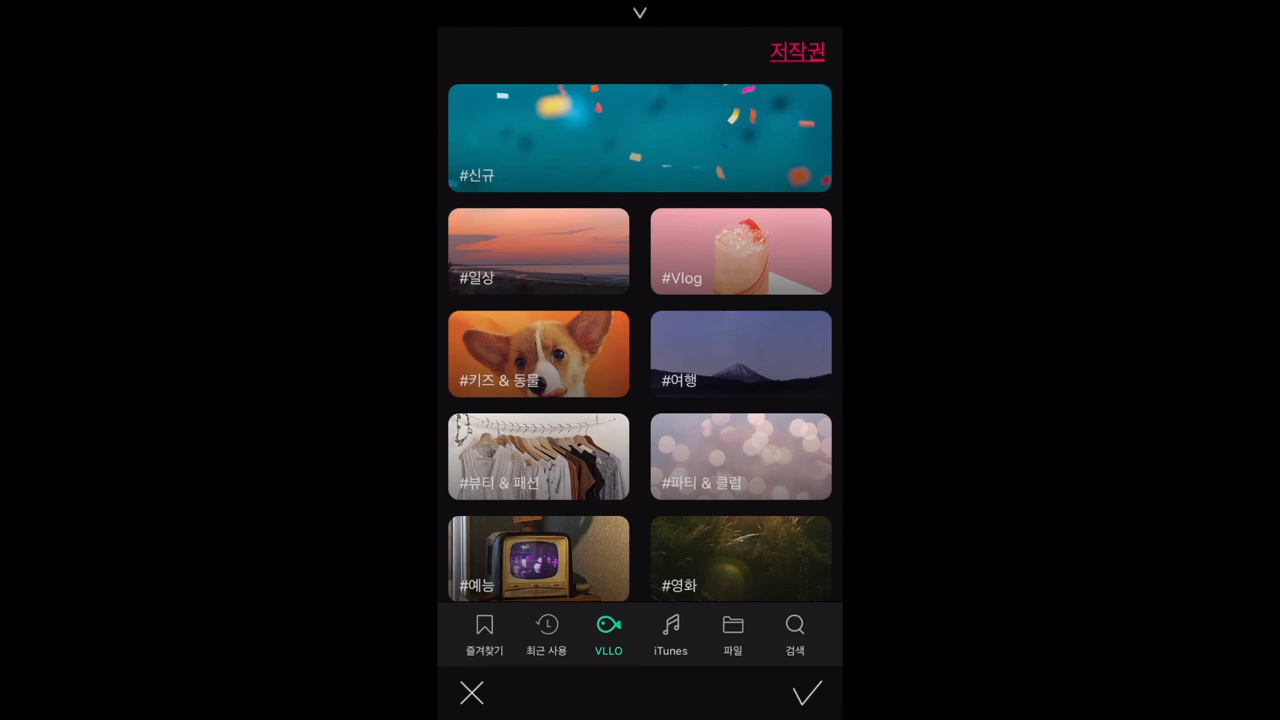 저작권
#신규
#일상
#Vlog
#키즈 & 동물
#여행
#뷰티 & 패션
#파티 & 클럽
#예능
#영화
즐겨찾기
최근 사용
VLLO
iTunes
파일
검색